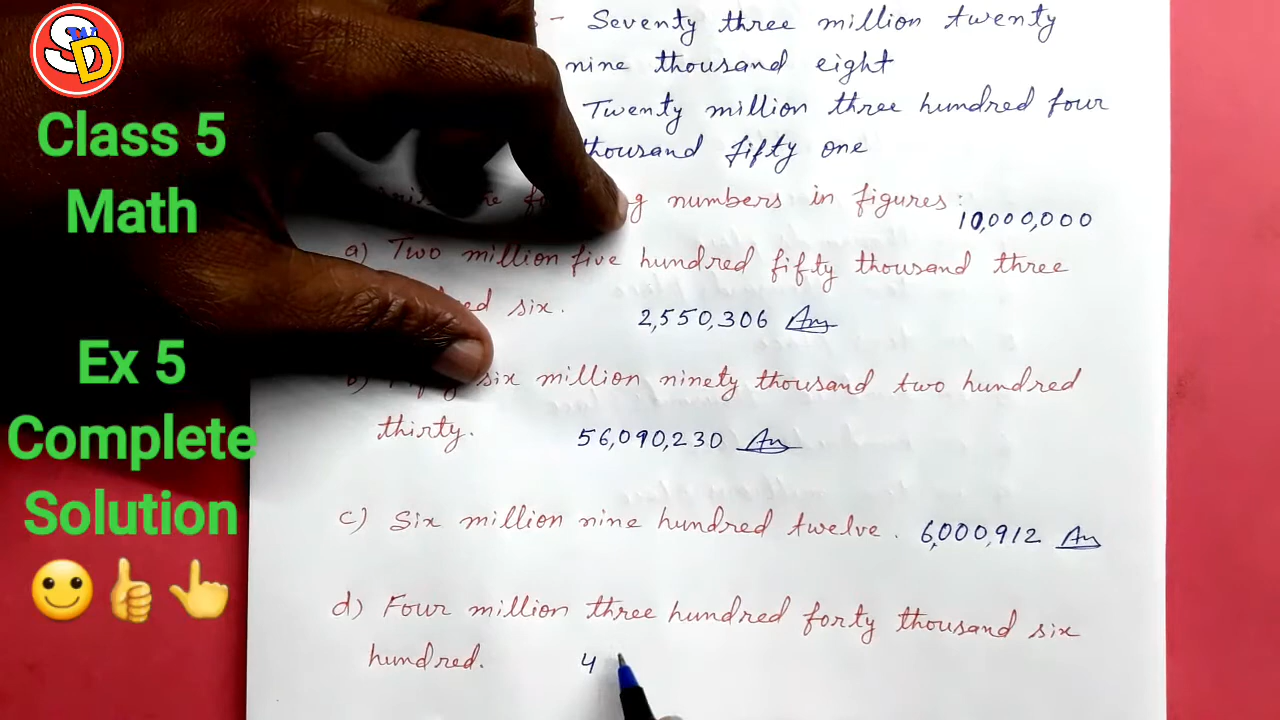 SWD
Class 5
Math
Ex 5
Complete
Solution
- Seventy three million twenty
nine thousand eight
Twenty million three hundred four
thousand fifty one
numbers in figures:
10,000,000
a) Two million five hundred fifty thousand three
six.
2,550,306 Ans
six million ninety thousand two hundred
thirty.
56,090,230 Ans
c) Six million nine hundred twelve.
6,000,912 Ans
d) Four million three hundred forty thousand six
hundred.
4